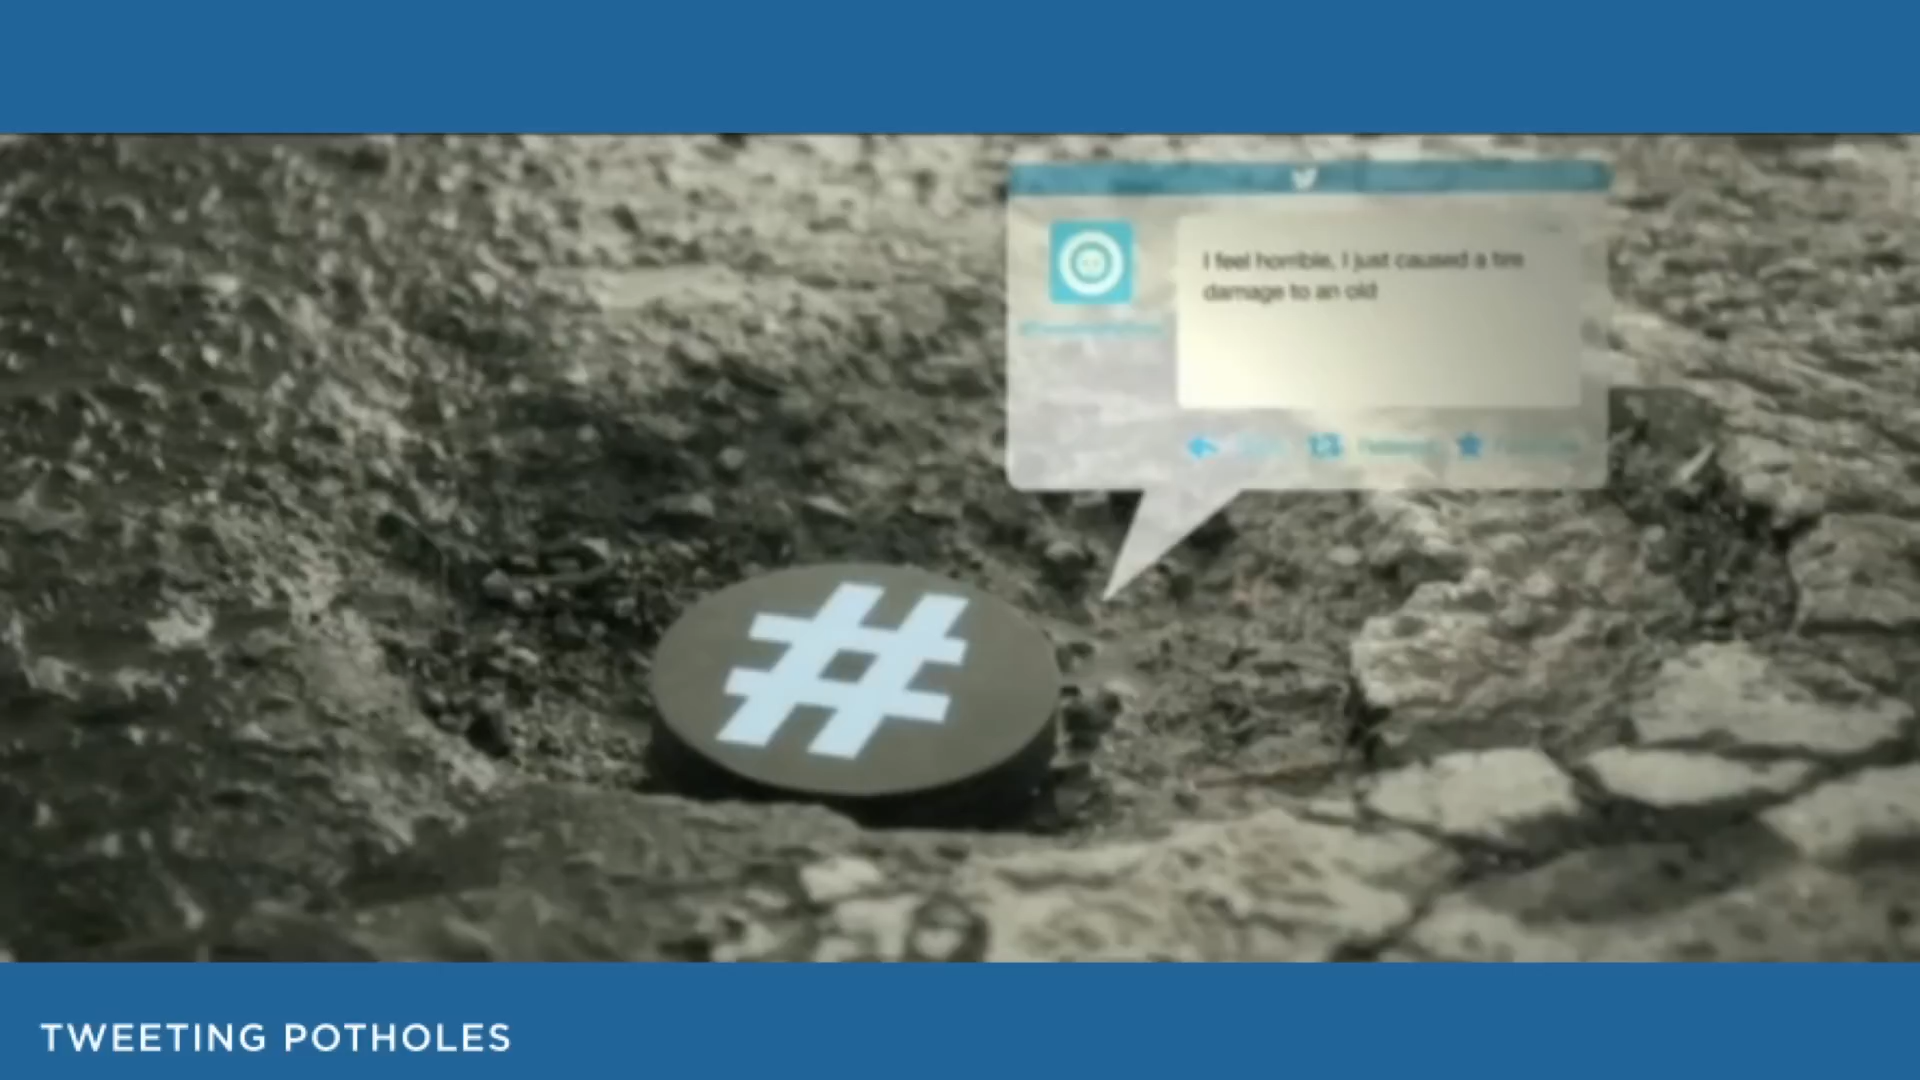 I feel horrible, I just caused a tire
damage to an old
#
TWEETING POTHOLES